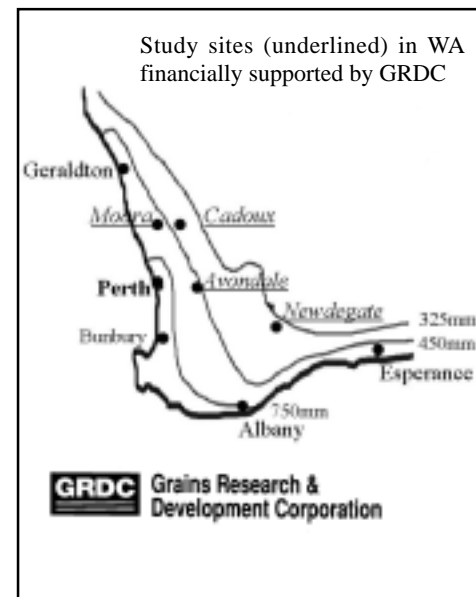 Study sites (underlined) in WA
financially supported by GRDC
Geraldton
Moora
Cadoux
Perth
Avondale
Newdegate
Bunbury
325mm
450mm
Esperance
750mm
Albany
GRDC
Grains Research &
Development Corporation